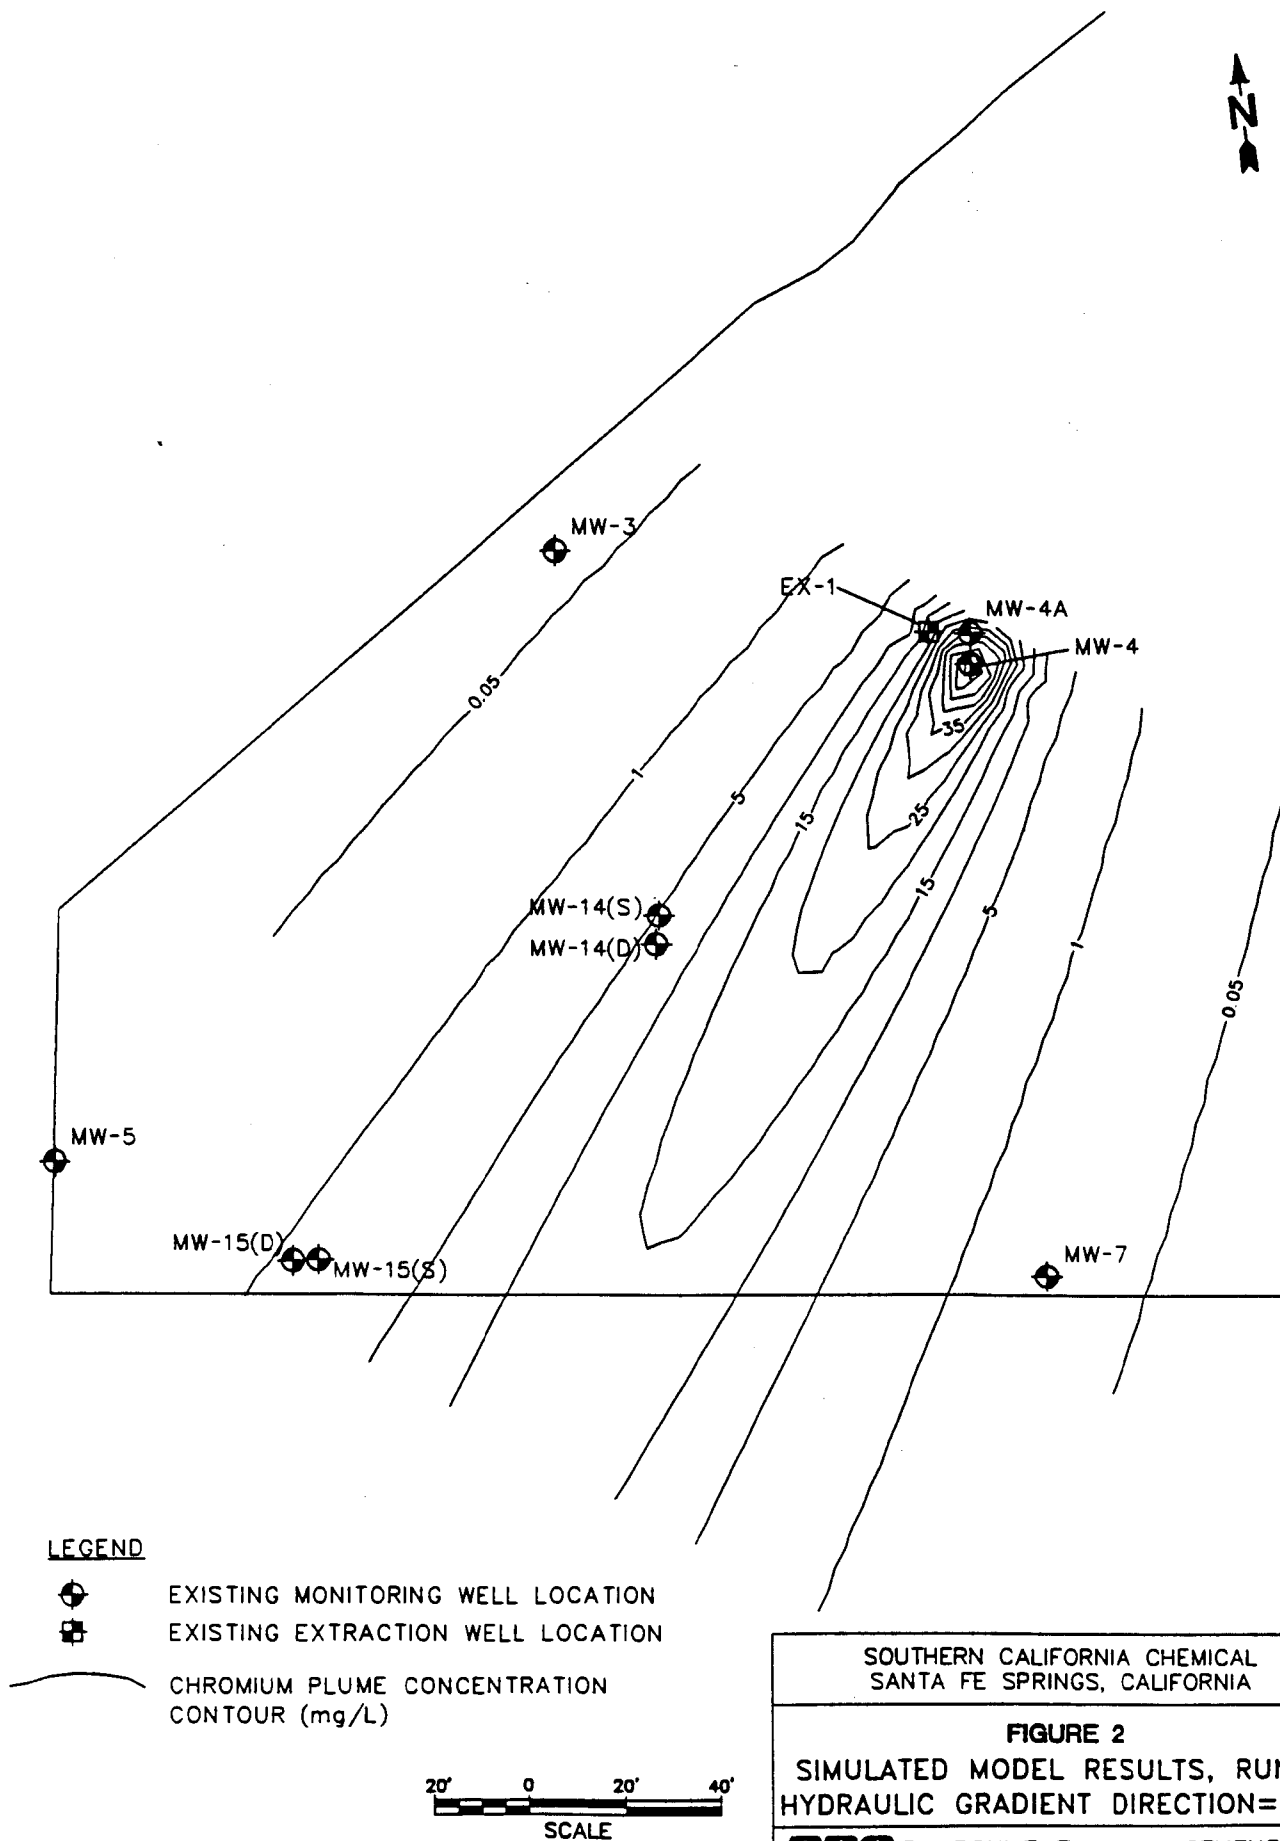 N
MW-3
EX-1
MW-4A
MW-4
0.05
35
1
5
15
25
15
5
MW-14(S)
MW-14(D)
1
0.05
MW-5
MW-15(D)
MW-15(S)
MW-7
LEGEND
EXISTING MONITORING WELL LOCATION
EXISTING EXTRACTION WELL LOCATION
CHROMIUM PLUME CONCENTRATION
CONTOUR (mg/L)
20' 0 20' 40'
SCALE
SOUTHERN CALIFORNIA CHEMICAL
SANTA FE SPRINGS, CALIFORNIA
FIGURE 2
SIMULATED MODEL RESULTS, RUN
HYDRAULIC GRADIENT DIRECTION=